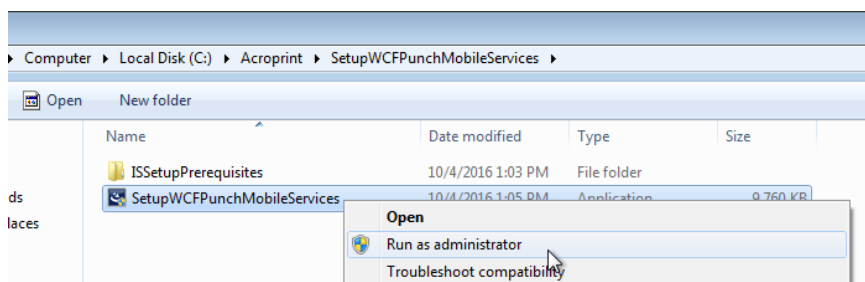 Computer ▸ Local Disk (C:) ▸ Acroprint ▸ SetupWCFPunchMobileServices ▸
Open New folder
Name Date modified Type Size
ISSetupPrerequisites 10/4/2016 1:03 PM File folder
ds SetupWCFPunchMobileServices 10/4/2016 1:05 PM Application 9,760 KB
laces
Open
Run as administrator
Troubleshoot compatibility